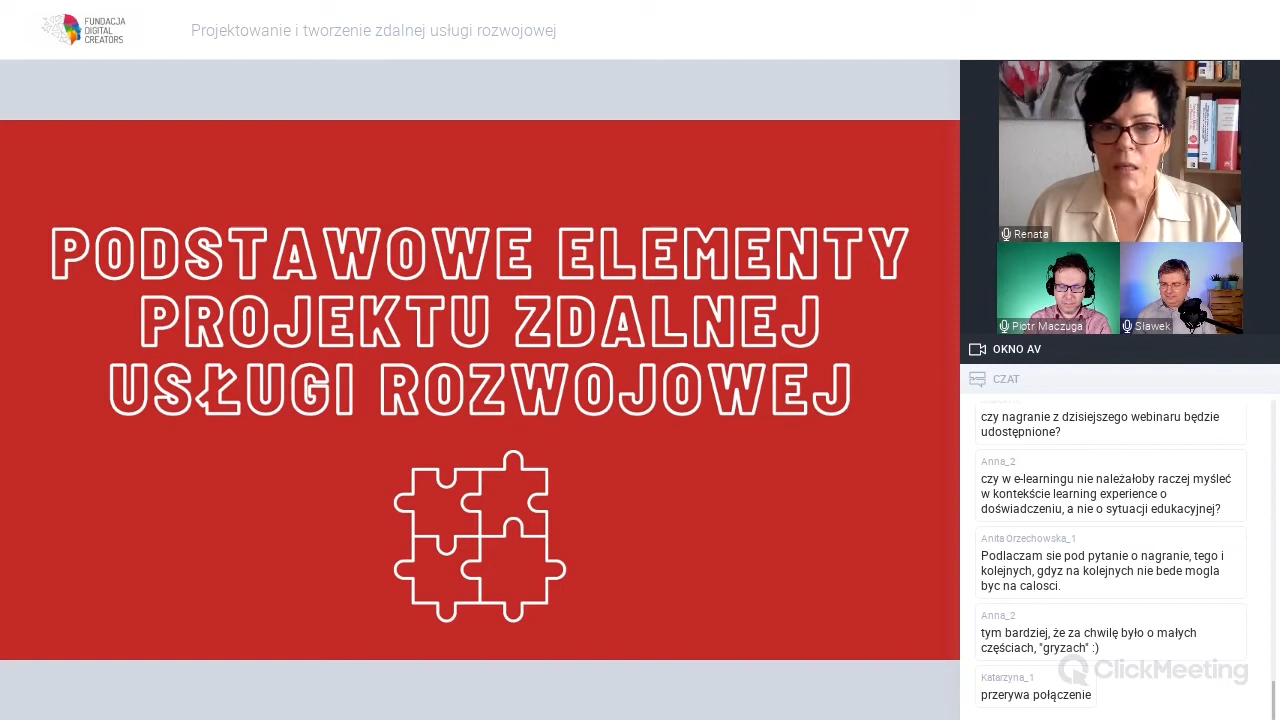 FUNDACJA
DIGITAL
CREATORS
Projektowanie i tworzenie zdalnej usługi rozwojowej
PODSTAWOWE ELEMENTY
PROJEKTU ZDALNEJ
USŁUGI ROZWOJOWEJ
Renata
Piotr Maczuga
Sławek
OKNO AV
CZAT
czy nagranie z dzisiejszego webinaru będzie
udostępnione?
Anna_2
czy w e-learningu nie należałoby raczej myśleć
w kontekście learning experience o
doświadczeniu, a nie o sytuacji edukacyjnej?
Anita Orzechowska_1
Podlaczam sie pod pytanie o nagranie, tego i
kolejnych, gdyz na kolejnych nie bede mogla
byc na calosci.
Anna_2
tym bardziej, że za chwilę było o małych
częściach, "gryzach" :)
ClickMeeting
Katarzyna_1
przerywa połączenie